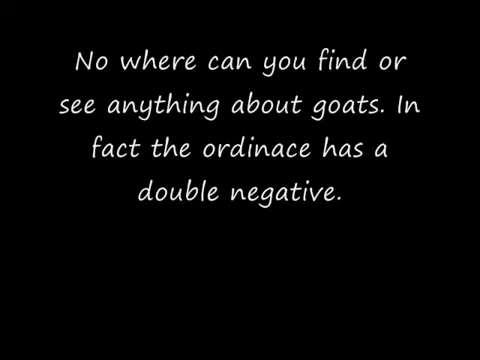 No where can you find or
see anything about goats. In
fact the ordinace has a
double negative.